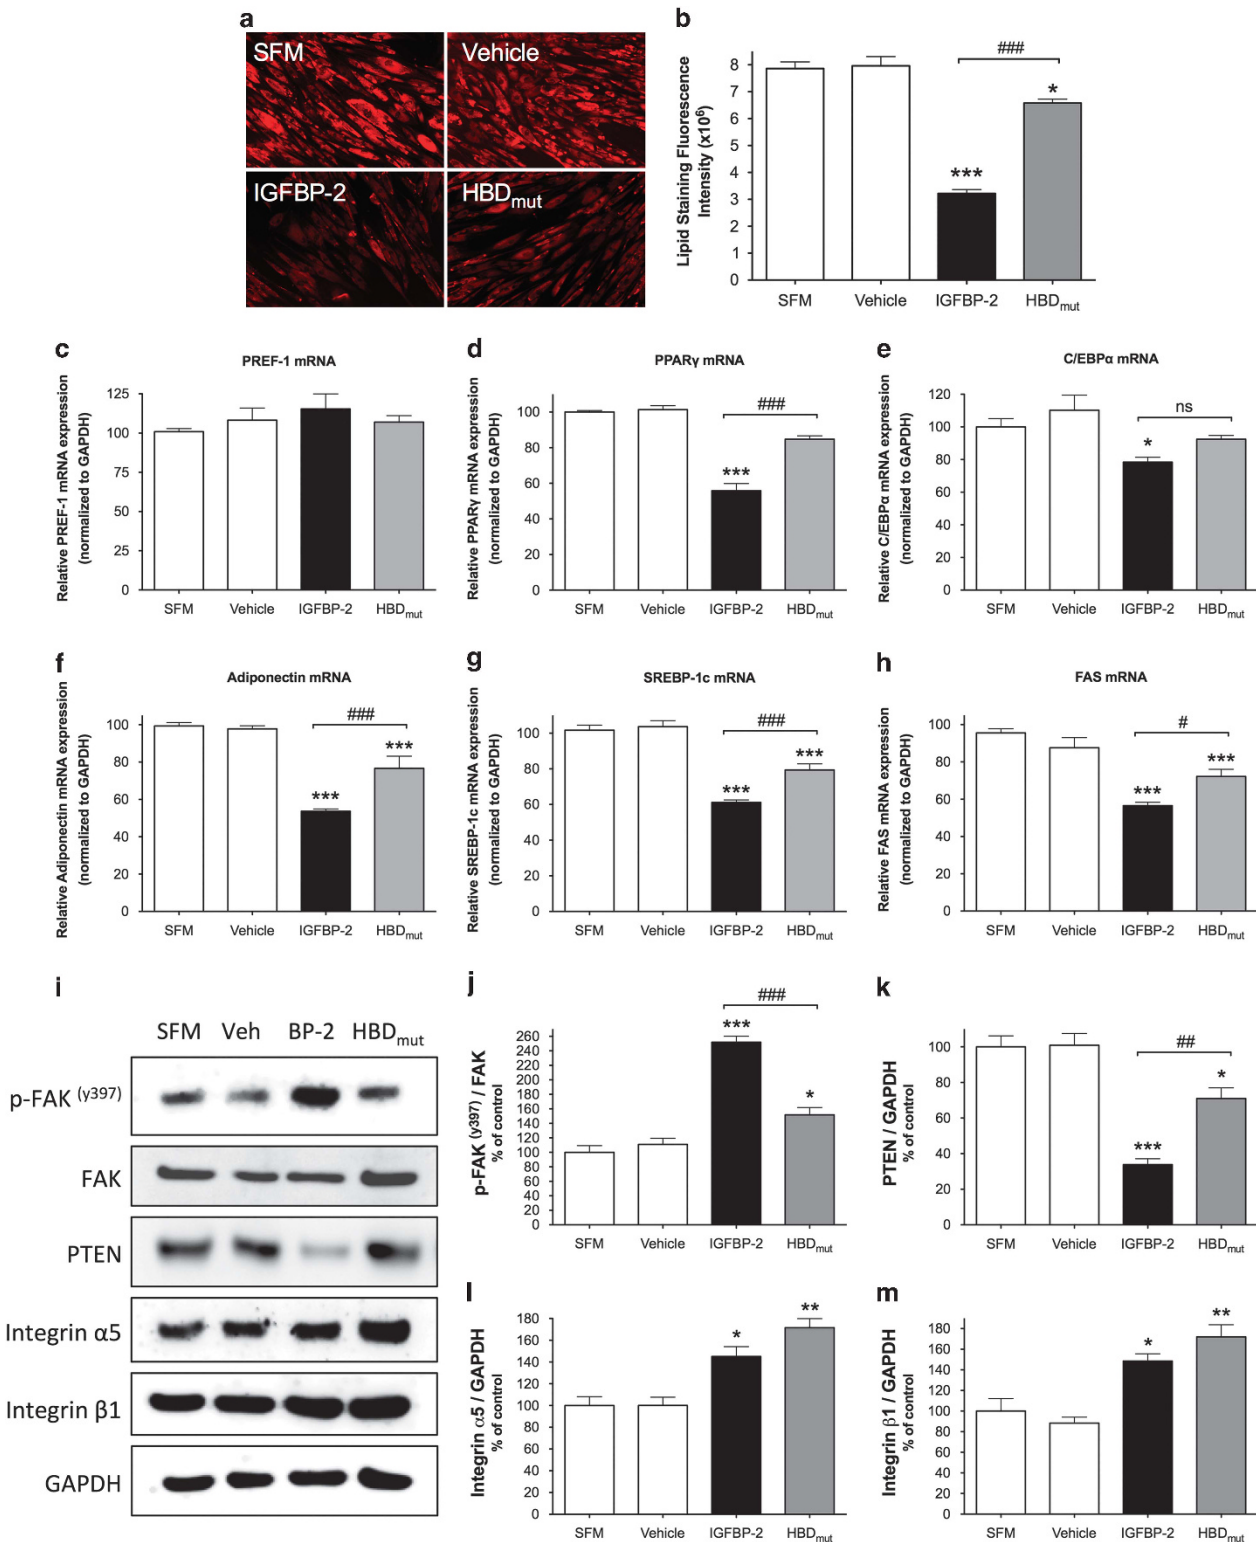 a
SFM
Vehicle
IGFBP-2
HBDmut
b
Lipid Staining Fluorescence
Intensity (x10⁶)
8
7
6
5
4
3
2
1
0
***
###
*
SFM Vehicle IGFBP-2 HBDmut
c
PREF-1 mRNA
Relative PREF-1 mRNA expression
(normalized to GAPDH)
125
100
75
50
25
0
SFM Vehicle IGFBP-2 HBDmut
d
PPARγ mRNA
Relative PPARγ mRNA expression
(normalized to GAPDH)
100
80
60
40
20
0
###
***
SFM Vehicle IGFBP-2 HBDmut
e
C/EBPα mRNA
Relative C/EBPα mRNA expression
(normalized to GAPDH)
120
100
80
60
40
20
0
ns
*
SFM Vehicle IGFBP-2 HBDmut
f
Adiponectin mRNA
Relative Adiponectin mRNA expression
(normalized to GAPDH)
100
80
60
40
20
0
###
***
***
SFM Vehicle IGFBP-2 HBDmut
g
SREBP-1c mRNA
Relative SREBP-1c mRNA expression
(normalized to GAPDH)
100
80
60
40
20
0
###
***
***
SFM Vehicle IGFBP-2 HBDmut
h
FAS mRNA
Relative FAS mRNA expression
(normalized to GAPDH)
100
80
60
40
20
0
#
***
***
SFM Vehicle IGFBP-2 HBDmut
i
SFM Veh BP-2 HBDmut
p-FAK (y397)
FAK
PTEN
Integrin α5
Integrin β1
GAPDH
j
p-FAK (y397) / FAK
% of control
260
240
220
200
180
160
140
120
100
80
60
40
20
0
###
***
*
SFM Vehicle IGFBP-2 HBDmut
k
PTEN / GAPDH
% of control
100
80
60
40
20
0
##
***
*
SFM Vehicle IGFBP-2 HBDmut
l
Integrin α5 / GAPDH
% of control
180
160
140
120
100
80
60
40
20
0
*
**
SFM Vehicle IGFBP-2 HBDmut
m
Integrin β1 / GAPDH
% of control
180
160
140
120
100
80
60
40
20
0
*
**
SFM Vehicle IGFBP-2 HBDmut